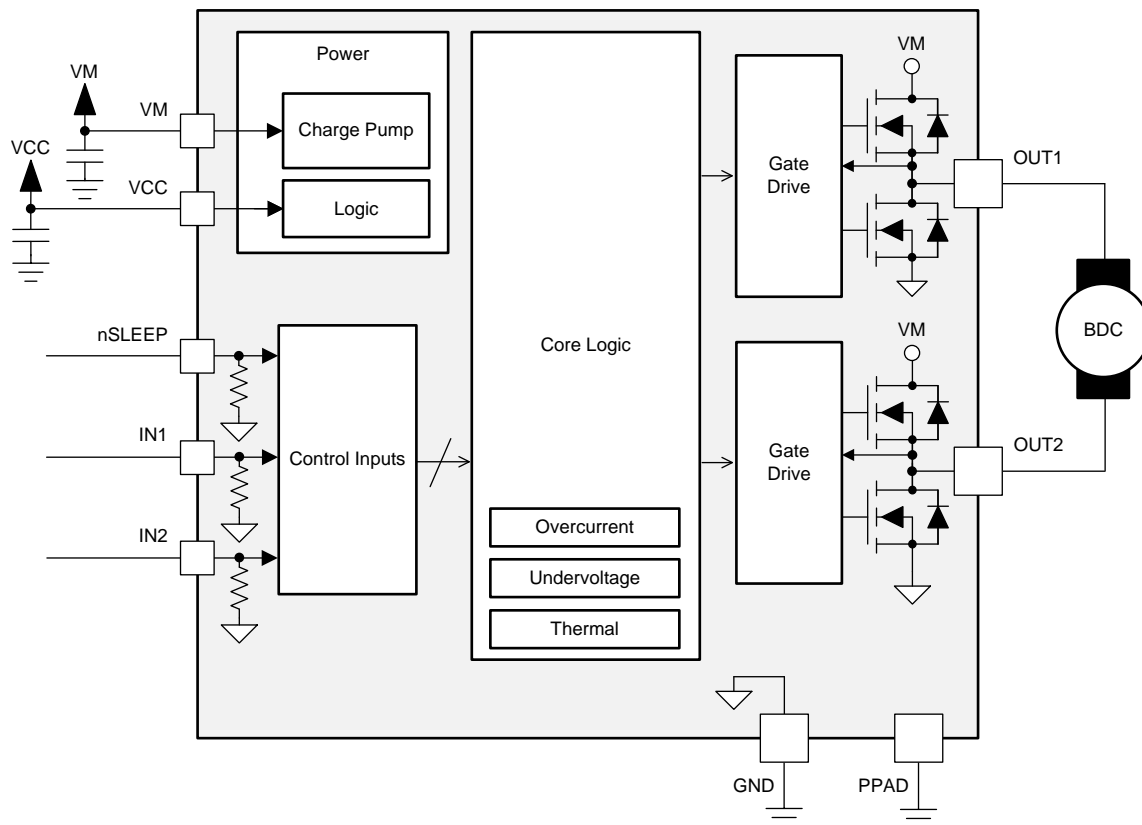 Power
VM
VM
Charge Pump
VCC
VCC
Logic
nSLEEP
IN1
IN2
Control Inputs
Core Logic
Overcurrent
Undervoltage
Thermal
VM
Gate
Drive
OUT1
BDC
VM
Gate
Drive
OUT2
GND
PPAD